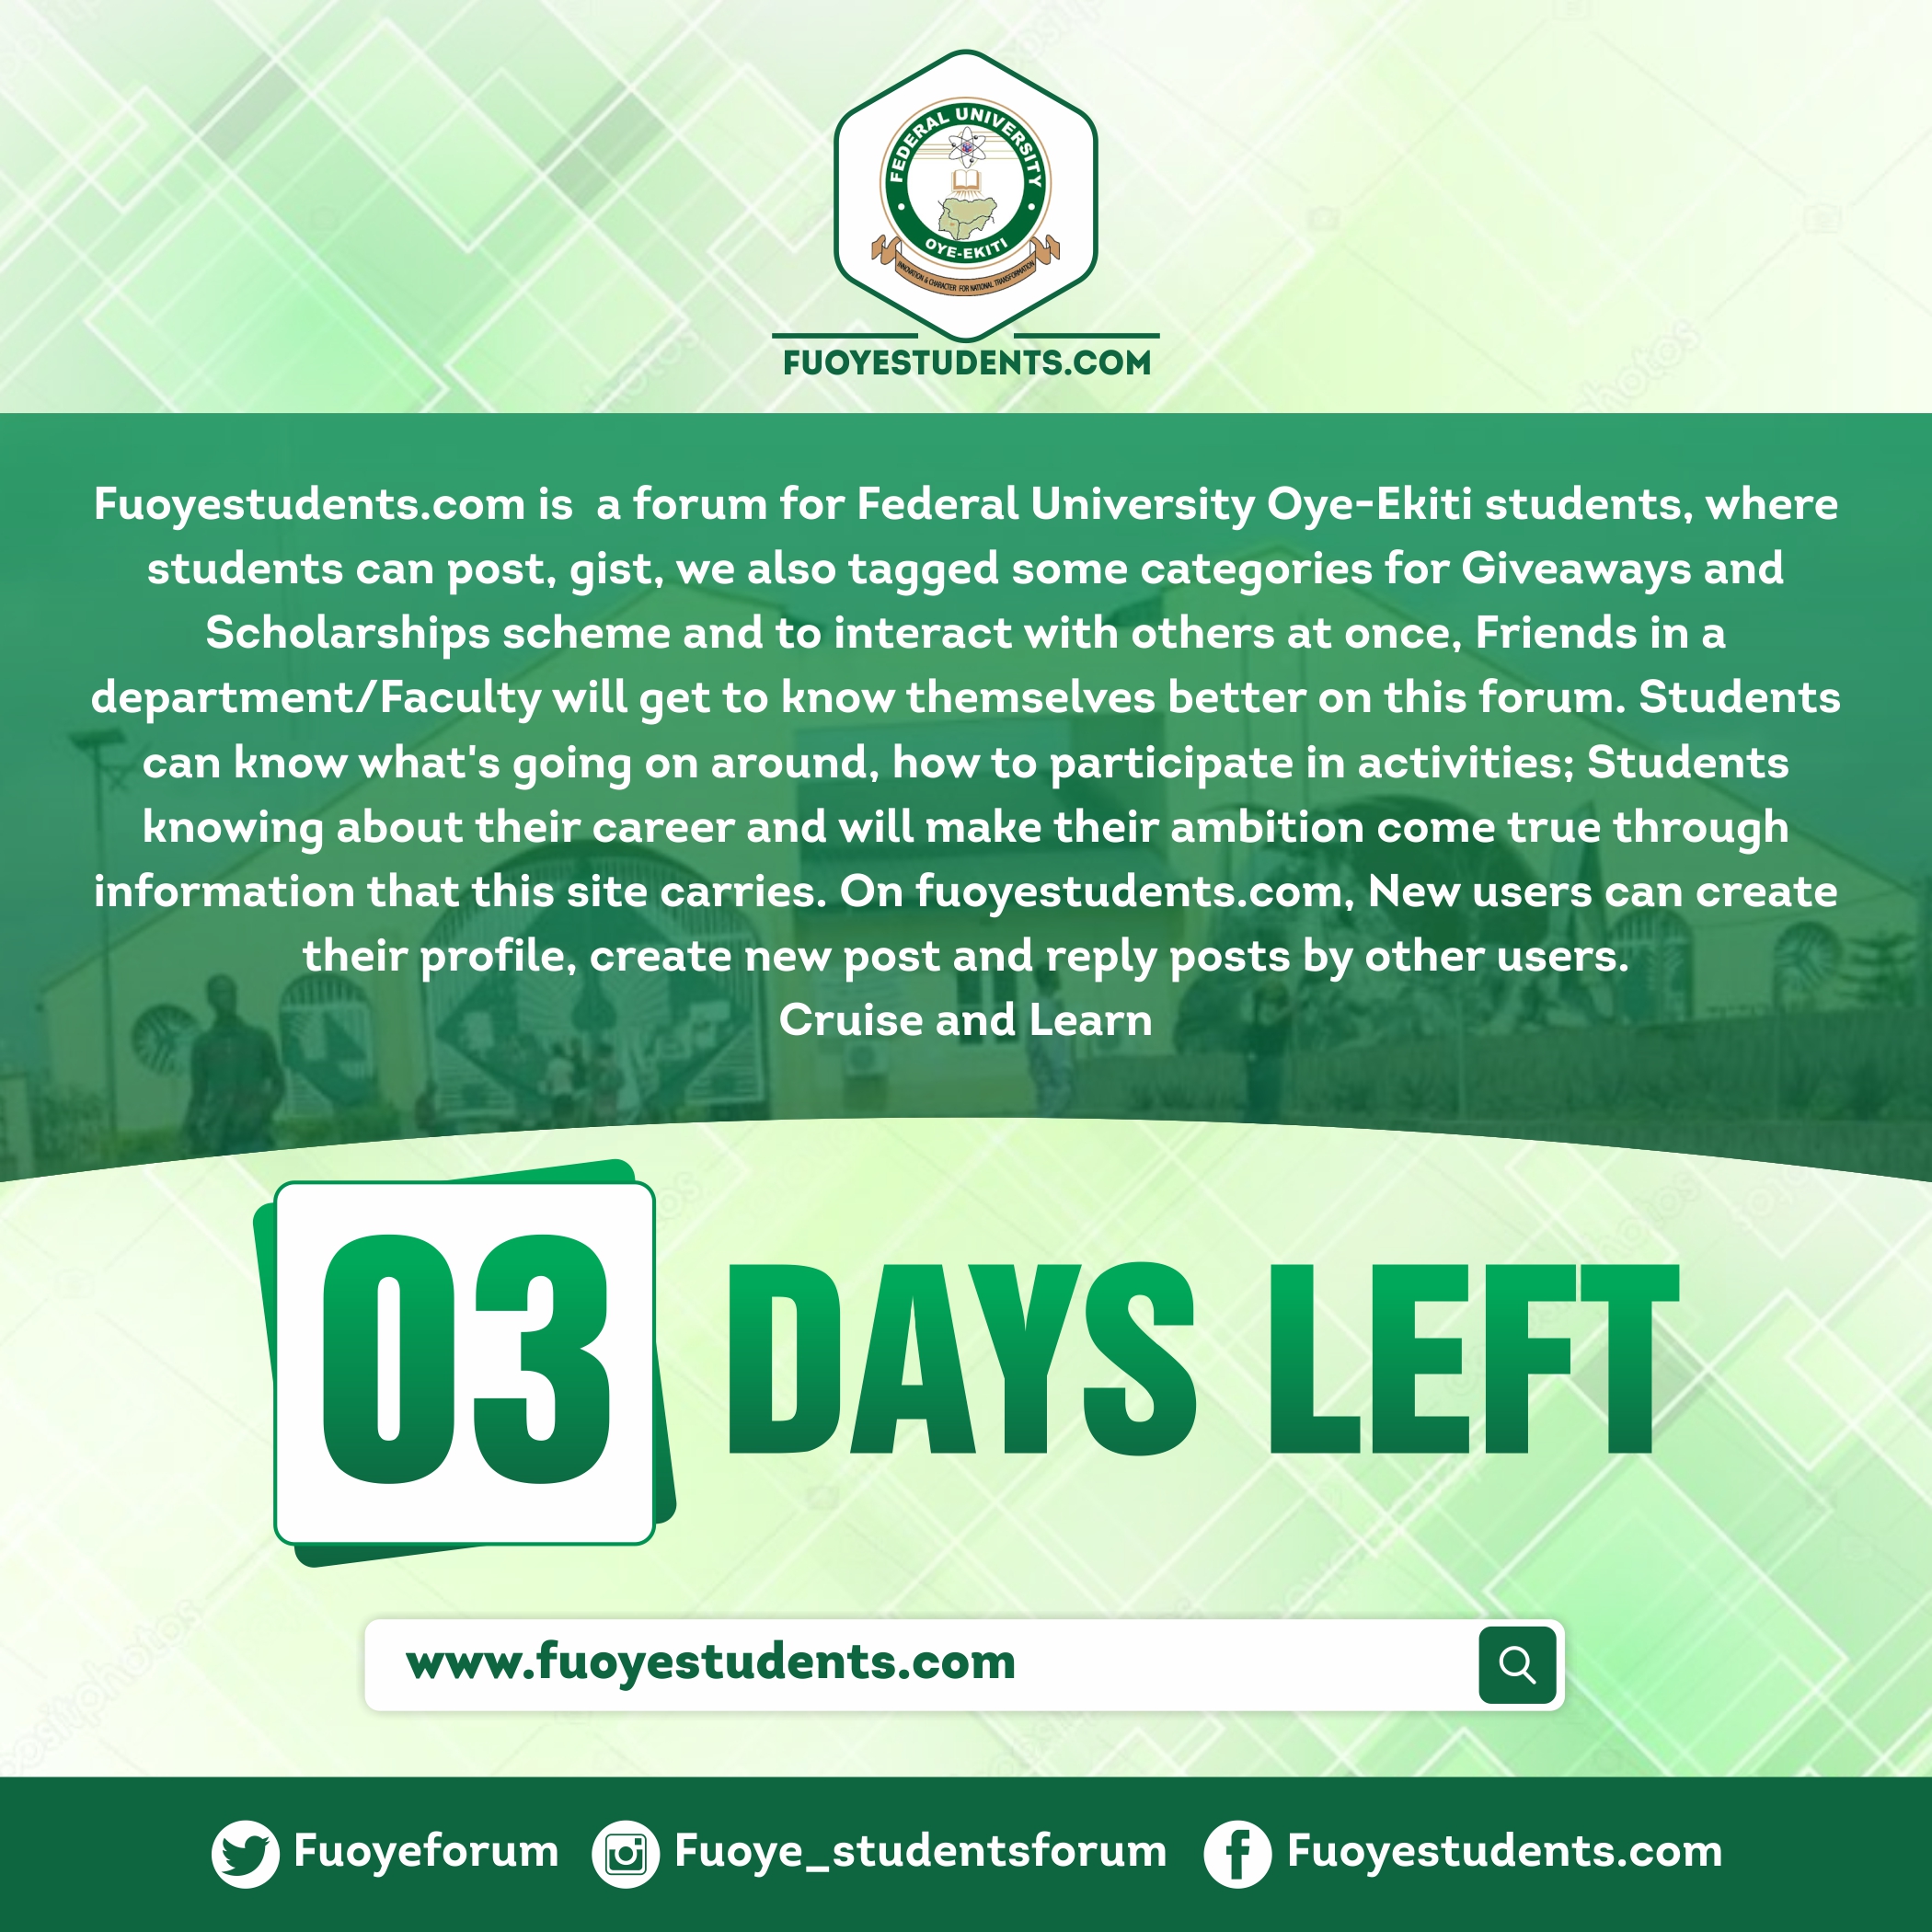 FEDERAL UNIVERSITY
OYE-EKITI
INNOVATION & CHARACTER FOR NATIONAL TRANSFORMATION
FUOYESTUDENTS.COM
Fuoyestudents.com is  a forum for Federal University Oye-Ekiti students, where
students can post, gist, we also tagged some categories for Giveaways and
Scholarships scheme and to interact with others at once, Friends in a
department/Faculty will get to know themselves better on this forum. Students
can know what's going on around, how to participate in activities; Students
knowing about their career and will make their ambition come true through
information that this site carries. On fuoyestudents.com, New users can create
their profile, create new post and reply posts by other users.
Cruise and Learn
03 DAYS LEFT
www.fuoyestudents.com
Fuoyeforum Fuoye_studentsforum Fuoyestudents.com